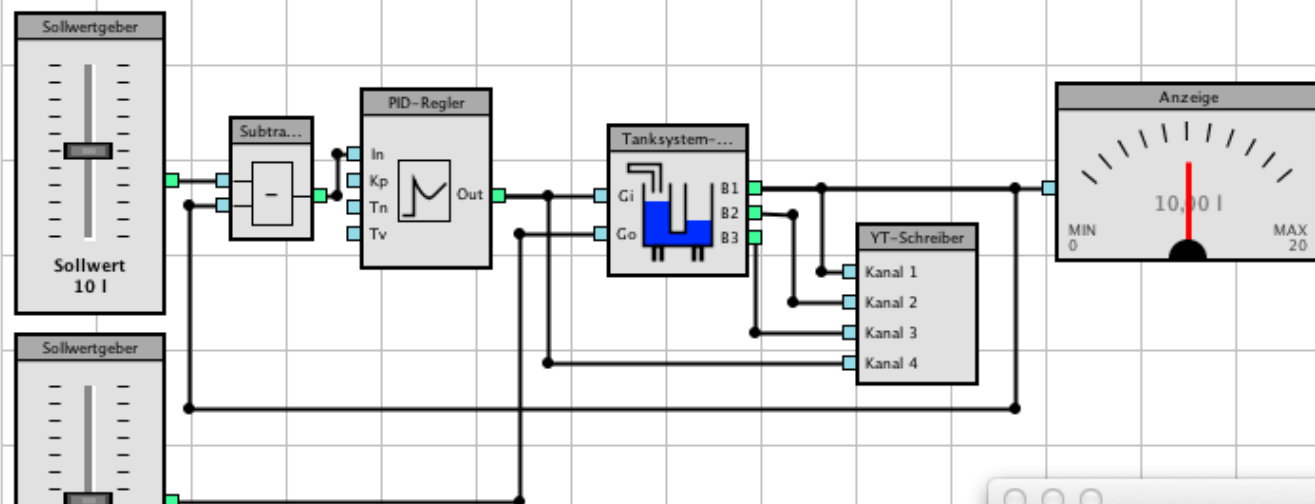 Sollwertgeber
Sollwert
10 l
Subtra...
PID-Regler
In
Kp
Tn
Tv
Out
Tanksystem-...
Gi
Go
B1
B2
B3
YT-Schreiber
Kanal 1
Kanal 2
Kanal 3
Kanal 4
Anzeige
10,00 l
MIN
0
MAX
20
Sollwertgeber